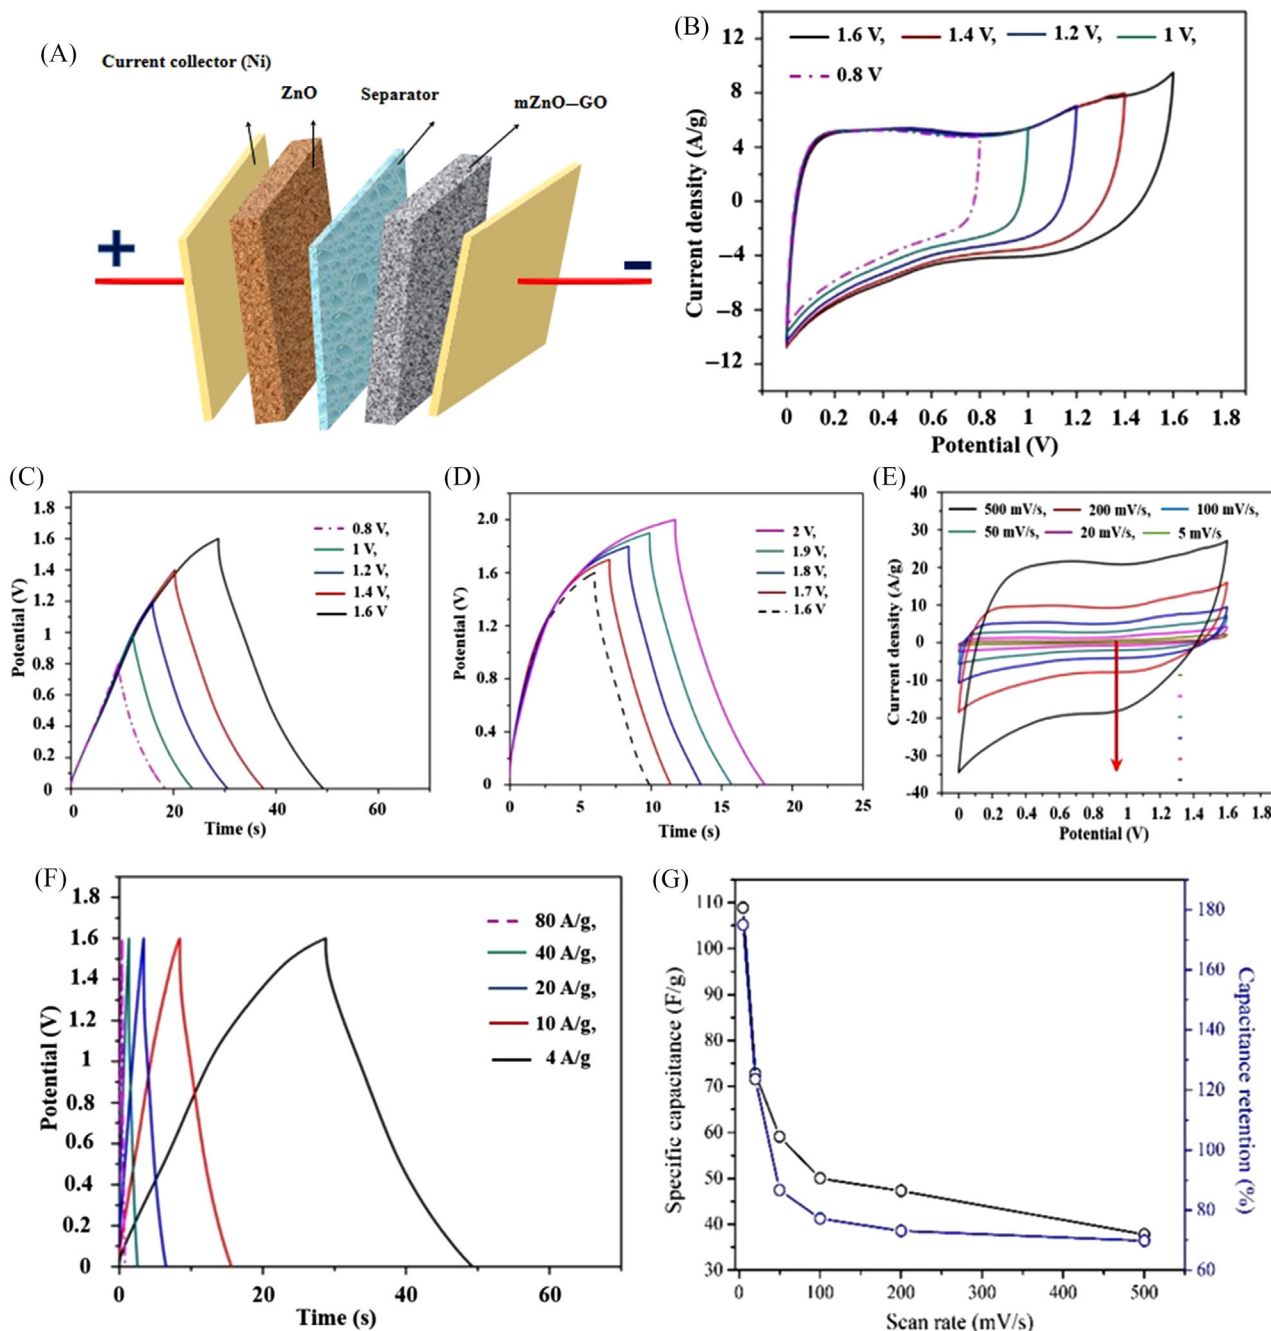 (A)
Current collector (Ni)
ZnO
Separator
mZnO–GO
+
–
(B)
1.6 V, 1.4 V, 1.2 V, 1 V,
0.8 V
Current density (A/g)
12
8
4
0
–4
–8
–12
0 0.2 0.4 0.6 0.8 1 1.2 1.4 1.6 1.8
Potential (V)
(C)
0.8 V,
1 V,
1.2 V,
1.4 V,
1.6 V
Potential (V)
1.8
1.6
1.4
1.2
1
0.8
0.6
0.4
0.2
0
0 20 40 60
Time (s)
(D)
2 V,
1.9 V,
1.8 V,
1.7 V,
1.6 V
Potential (V)
2.0
1.6
1.2
0.8
0.4
0
0 5 10 15 20 25
Time (s)
(E)
500 mV/s, 200 mV/s, 100 mV/s,
50 mV/s, 20 mV/s, 5 mV/s
Current density (A/g)
40
30
20
10
0
-10
-20
-30
-40
0 0.2 0.4 0.6 0.8 1 1.2 1.4 1.6 1.8
Potential (V)
(F)
80 A/g,
40 A/g,
20 A/g,
10 A/g,
4 A/g
Potential (V)
1.8
1.6
1.4
1.2
1
0.8
0.6
0.4
0.2
0
0 20 40 60
Time (s)
(G)
Specific capacitance (F/g)
110
100
90
80
70
60
50
40
30
Capacitance retention (%)
180
160
140
120
100
80
60
0 100 200 300 400 500
Scan rate (mV/s)